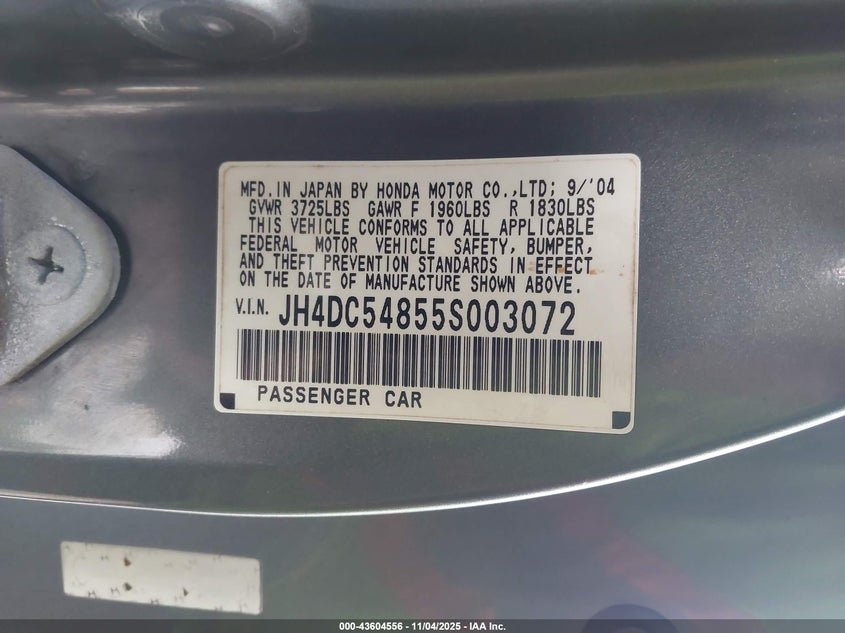 MFD. IN JAPAN BY HONDA MOTOR CO.,LTD; 9/'04
GVWR 3725LBS GAWR F 1960LBS R 1830LBS
THIS VEHICLE CONFORMS TO ALL APPLICABLE
FEDERAL MOTOR VEHICLE SAFETY, BUMPER,
AND THEFT PREVENTION STANDARDS IN EFFECT
ON THE DATE OF MANUFACTURE SHOWN ABOVE.
V.I.N. JH4DC54855S003072
PASSENGER CAR
000-43604556 - 11/04/2025 - IAA Inc.